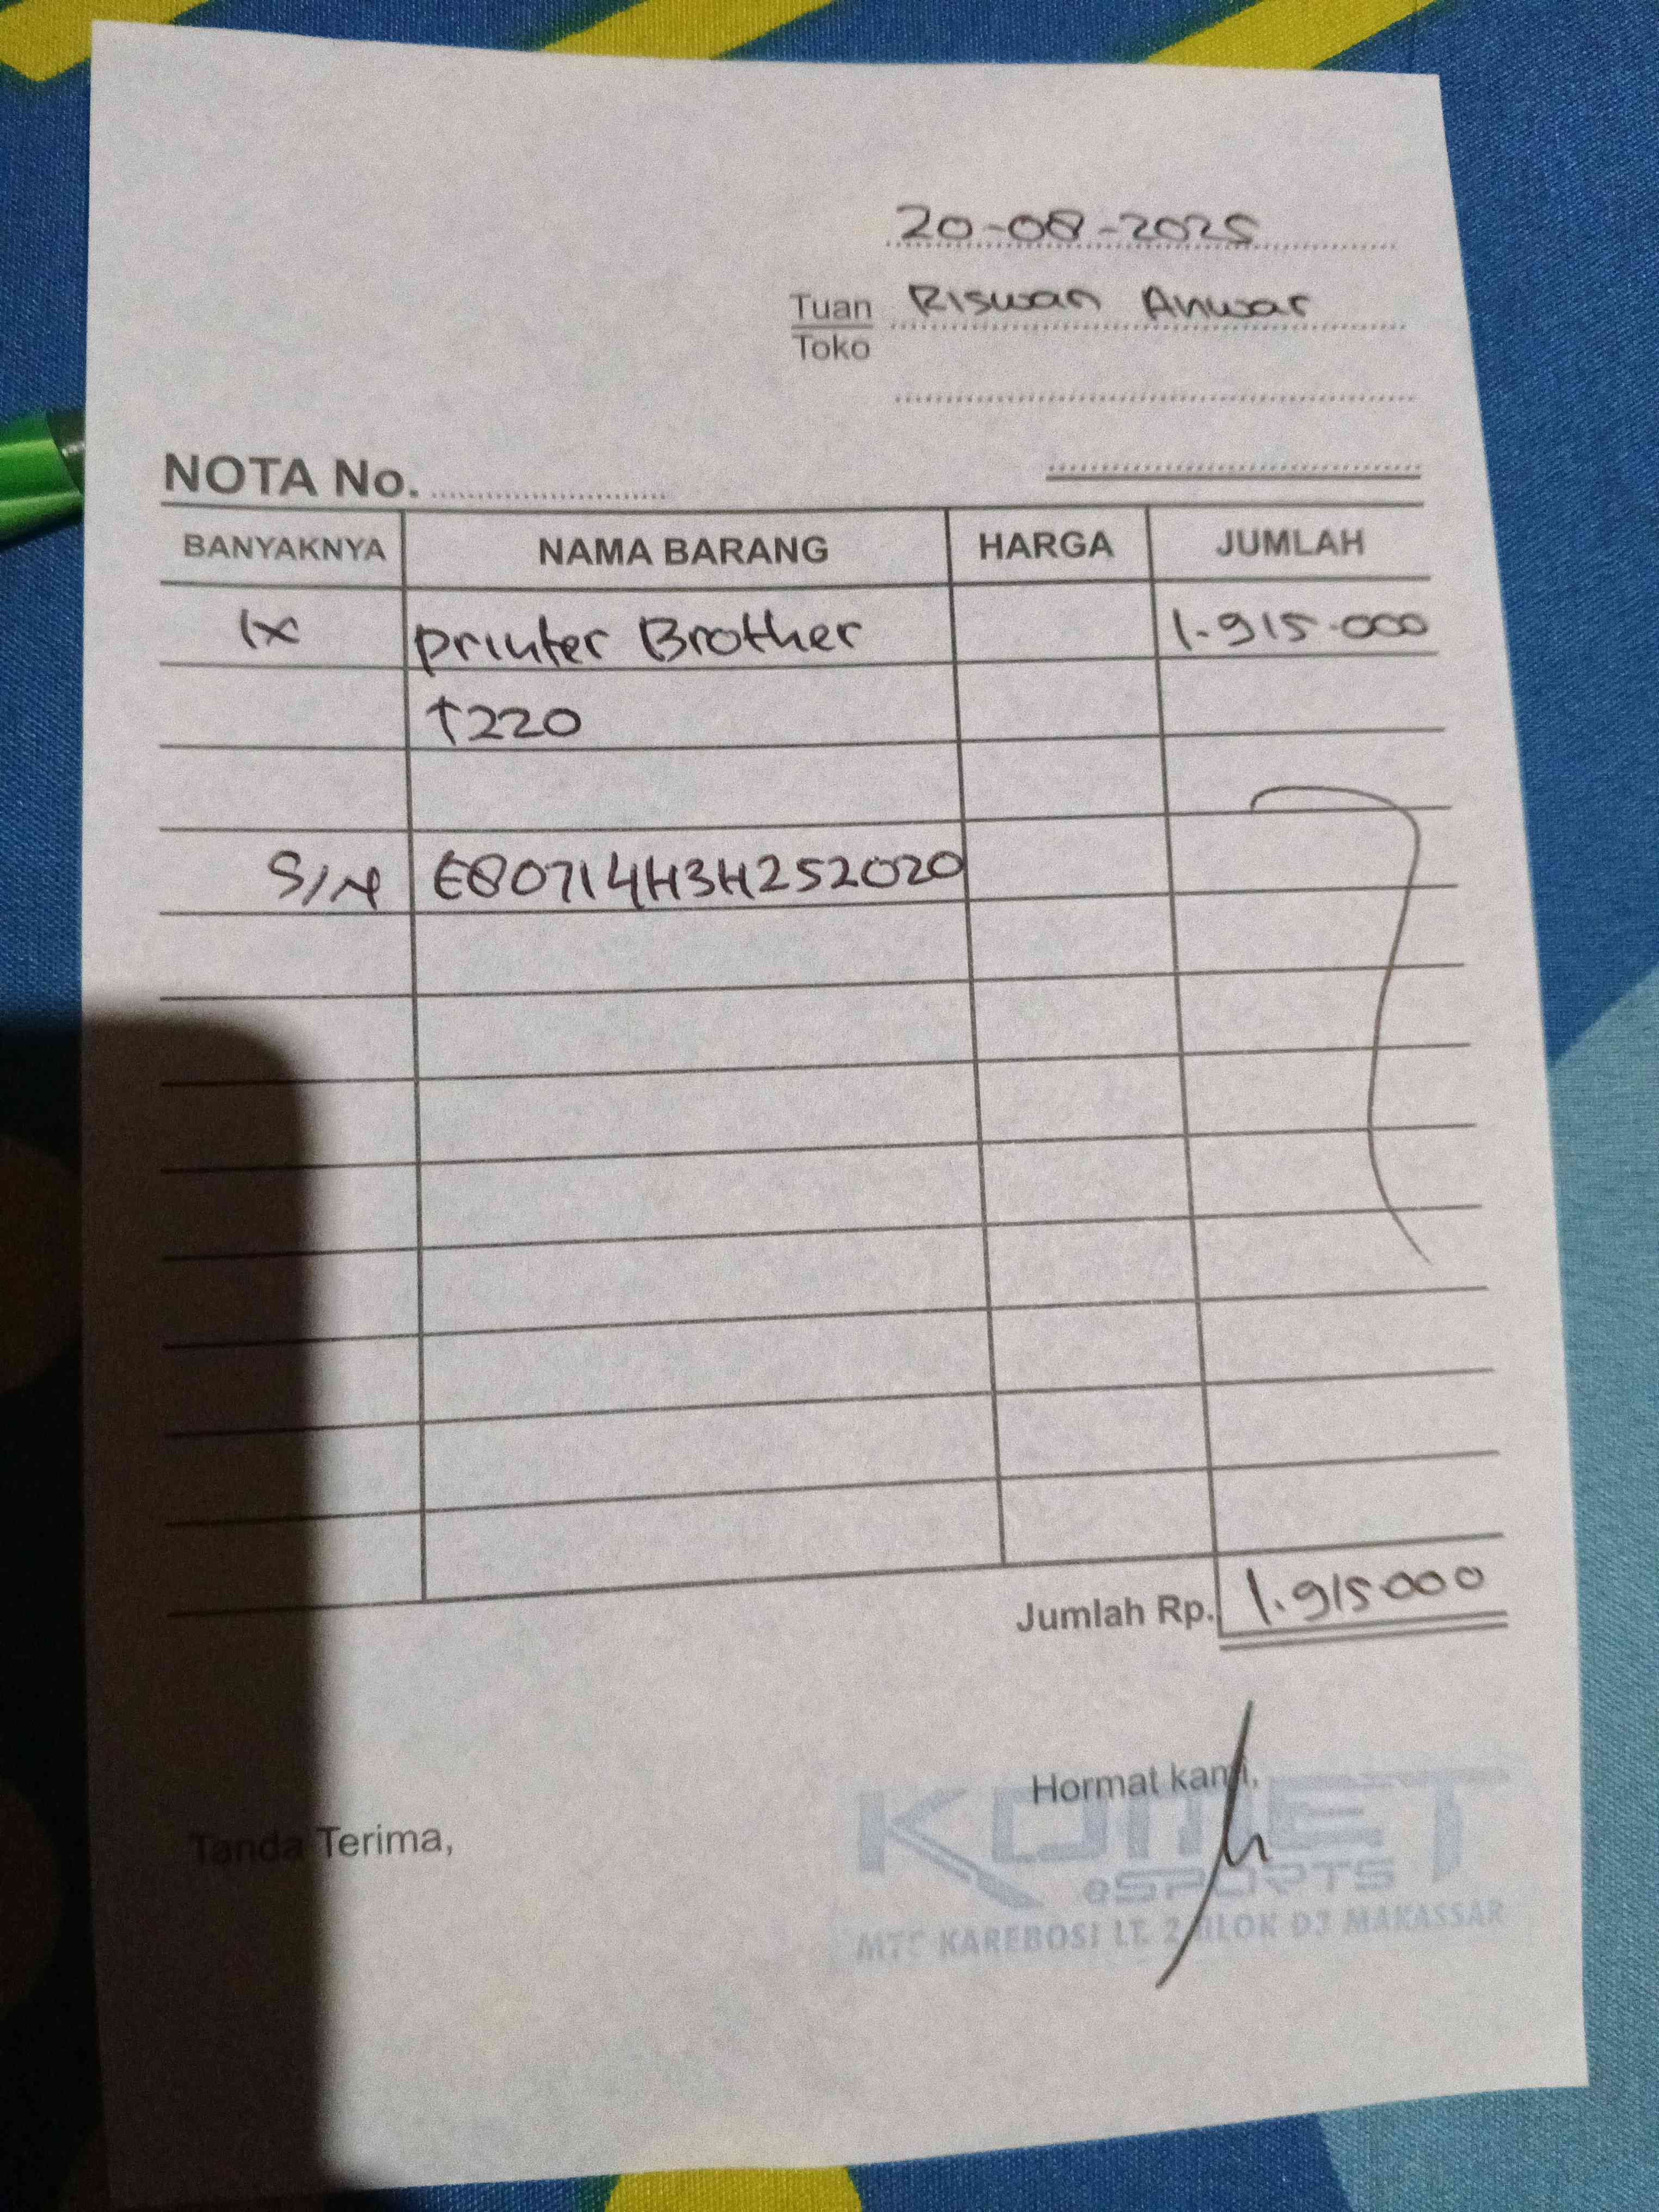 20-08-2025
Tuan Riswan Anwar
Toko
NOTA No.
BANYAKNYA NAMA BARANG HARGA JUMLAH
1x printer Brother 1.915.000
T220
S/N E80714H3H252020
Jumlah Rp. 1.915000
Hormat kami,
Tanda Terima,
KOMET
eSPORTS
MTC KAREBOSI LT. 2 BLOK D3 MAKASSAR